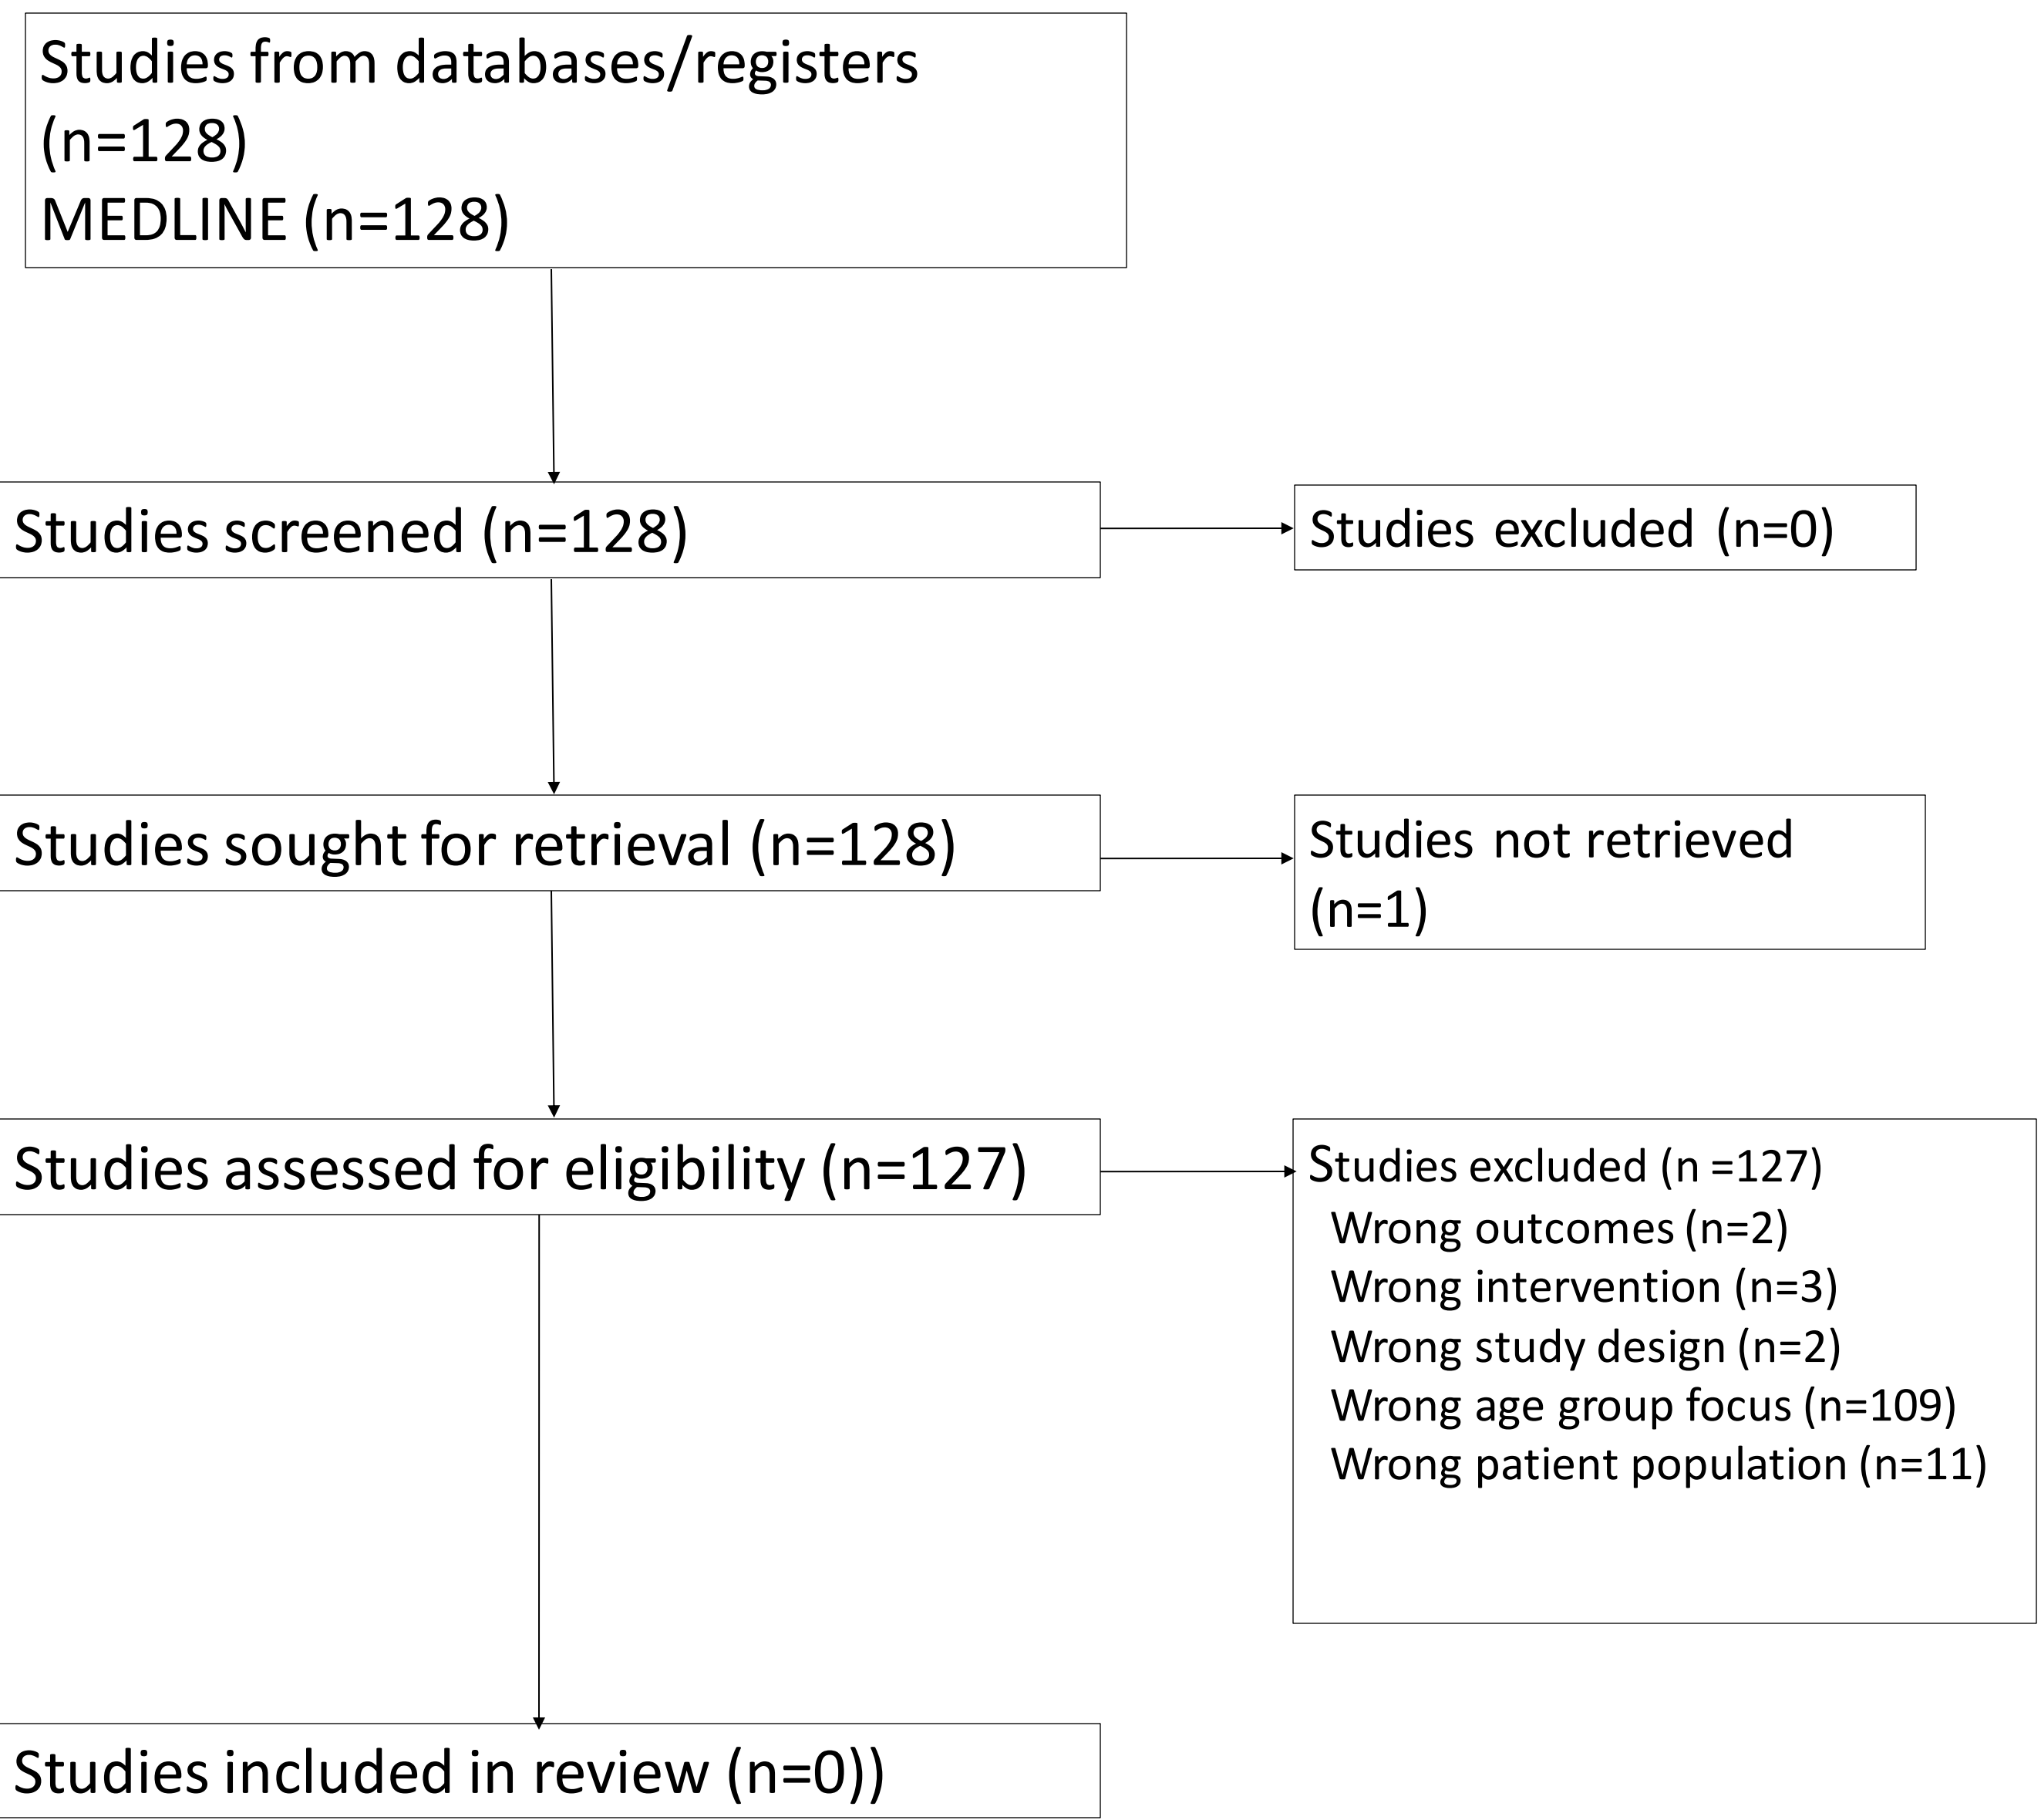 Studies from databases/registers
(n=128)
MEDLINE (n=128)
Studies screened (n=128)
Studies excluded (n=0)
Studies sought for retrieval (n=128)
Studies not retrieved
(n=1)
Studies assessed for eligibility (n=127)
Studies excluded (n =127)
Wrong outcomes (n=2)
Wrong intervention (n=3)
Wrong study design (n=2)
Wrong age group focus (n=109)
Wrong patient population (n=11)
Studies included in review (n=0))